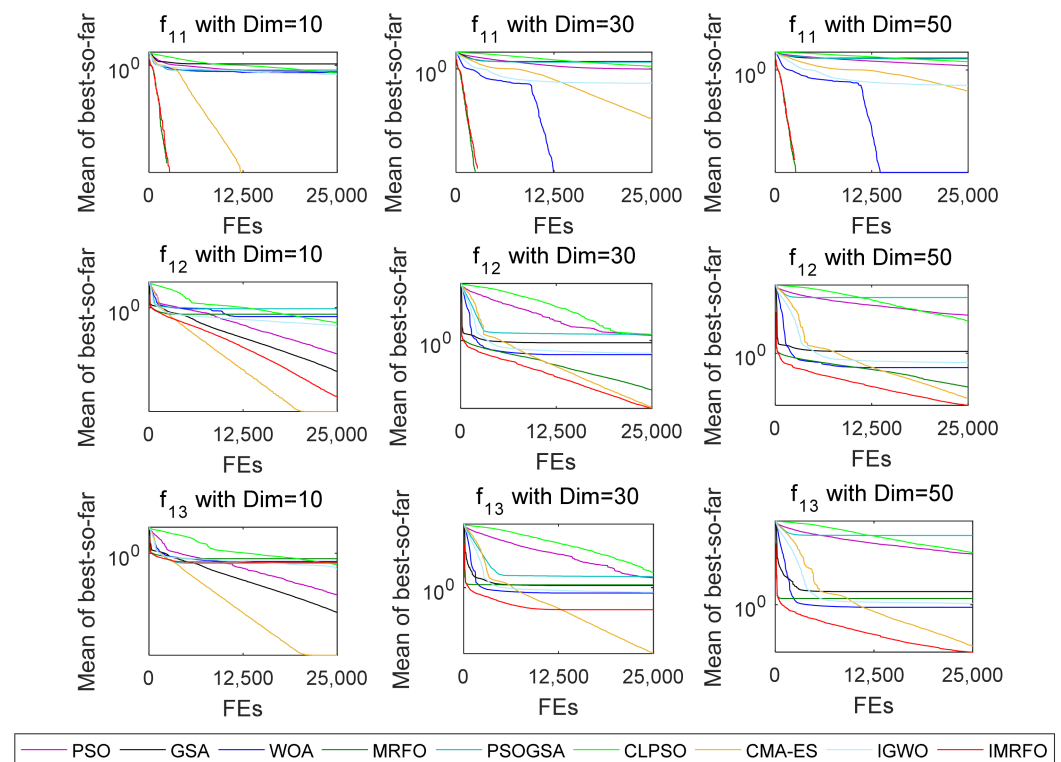 f11 with Dim=10
Mean of best-so-far
10^0
0 12,500 25,000
FEs
f11 with Dim=30
Mean of best-so-far
10^0
0 12,500 25,000
FEs
f11 with Dim=50
Mean of best-so-far
10^0
0 12,500 25,000
FEs
f12 with Dim=10
Mean of best-so-far
10^0
0 12,500 25,000
FEs
f12 with Dim=30
Mean of best-so-far
10^0
0 12,500 25,000
FEs
f12 with Dim=50
Mean of best-so-far
10^0
0 12,500 25,000
FEs
f13 with Dim=10
Mean of best-so-far
10^0
0 12,500 25,000
FEs
f13 with Dim=30
Mean of best-so-far
10^0
0 12,500 25,000
FEs
f13 with Dim=50
Mean of best-so-far
10^0
0 12,500 25,000
FEs
PSO GSA WOA MRFO PSOGSA CLPSO CMA-ES IGWO IMRFO